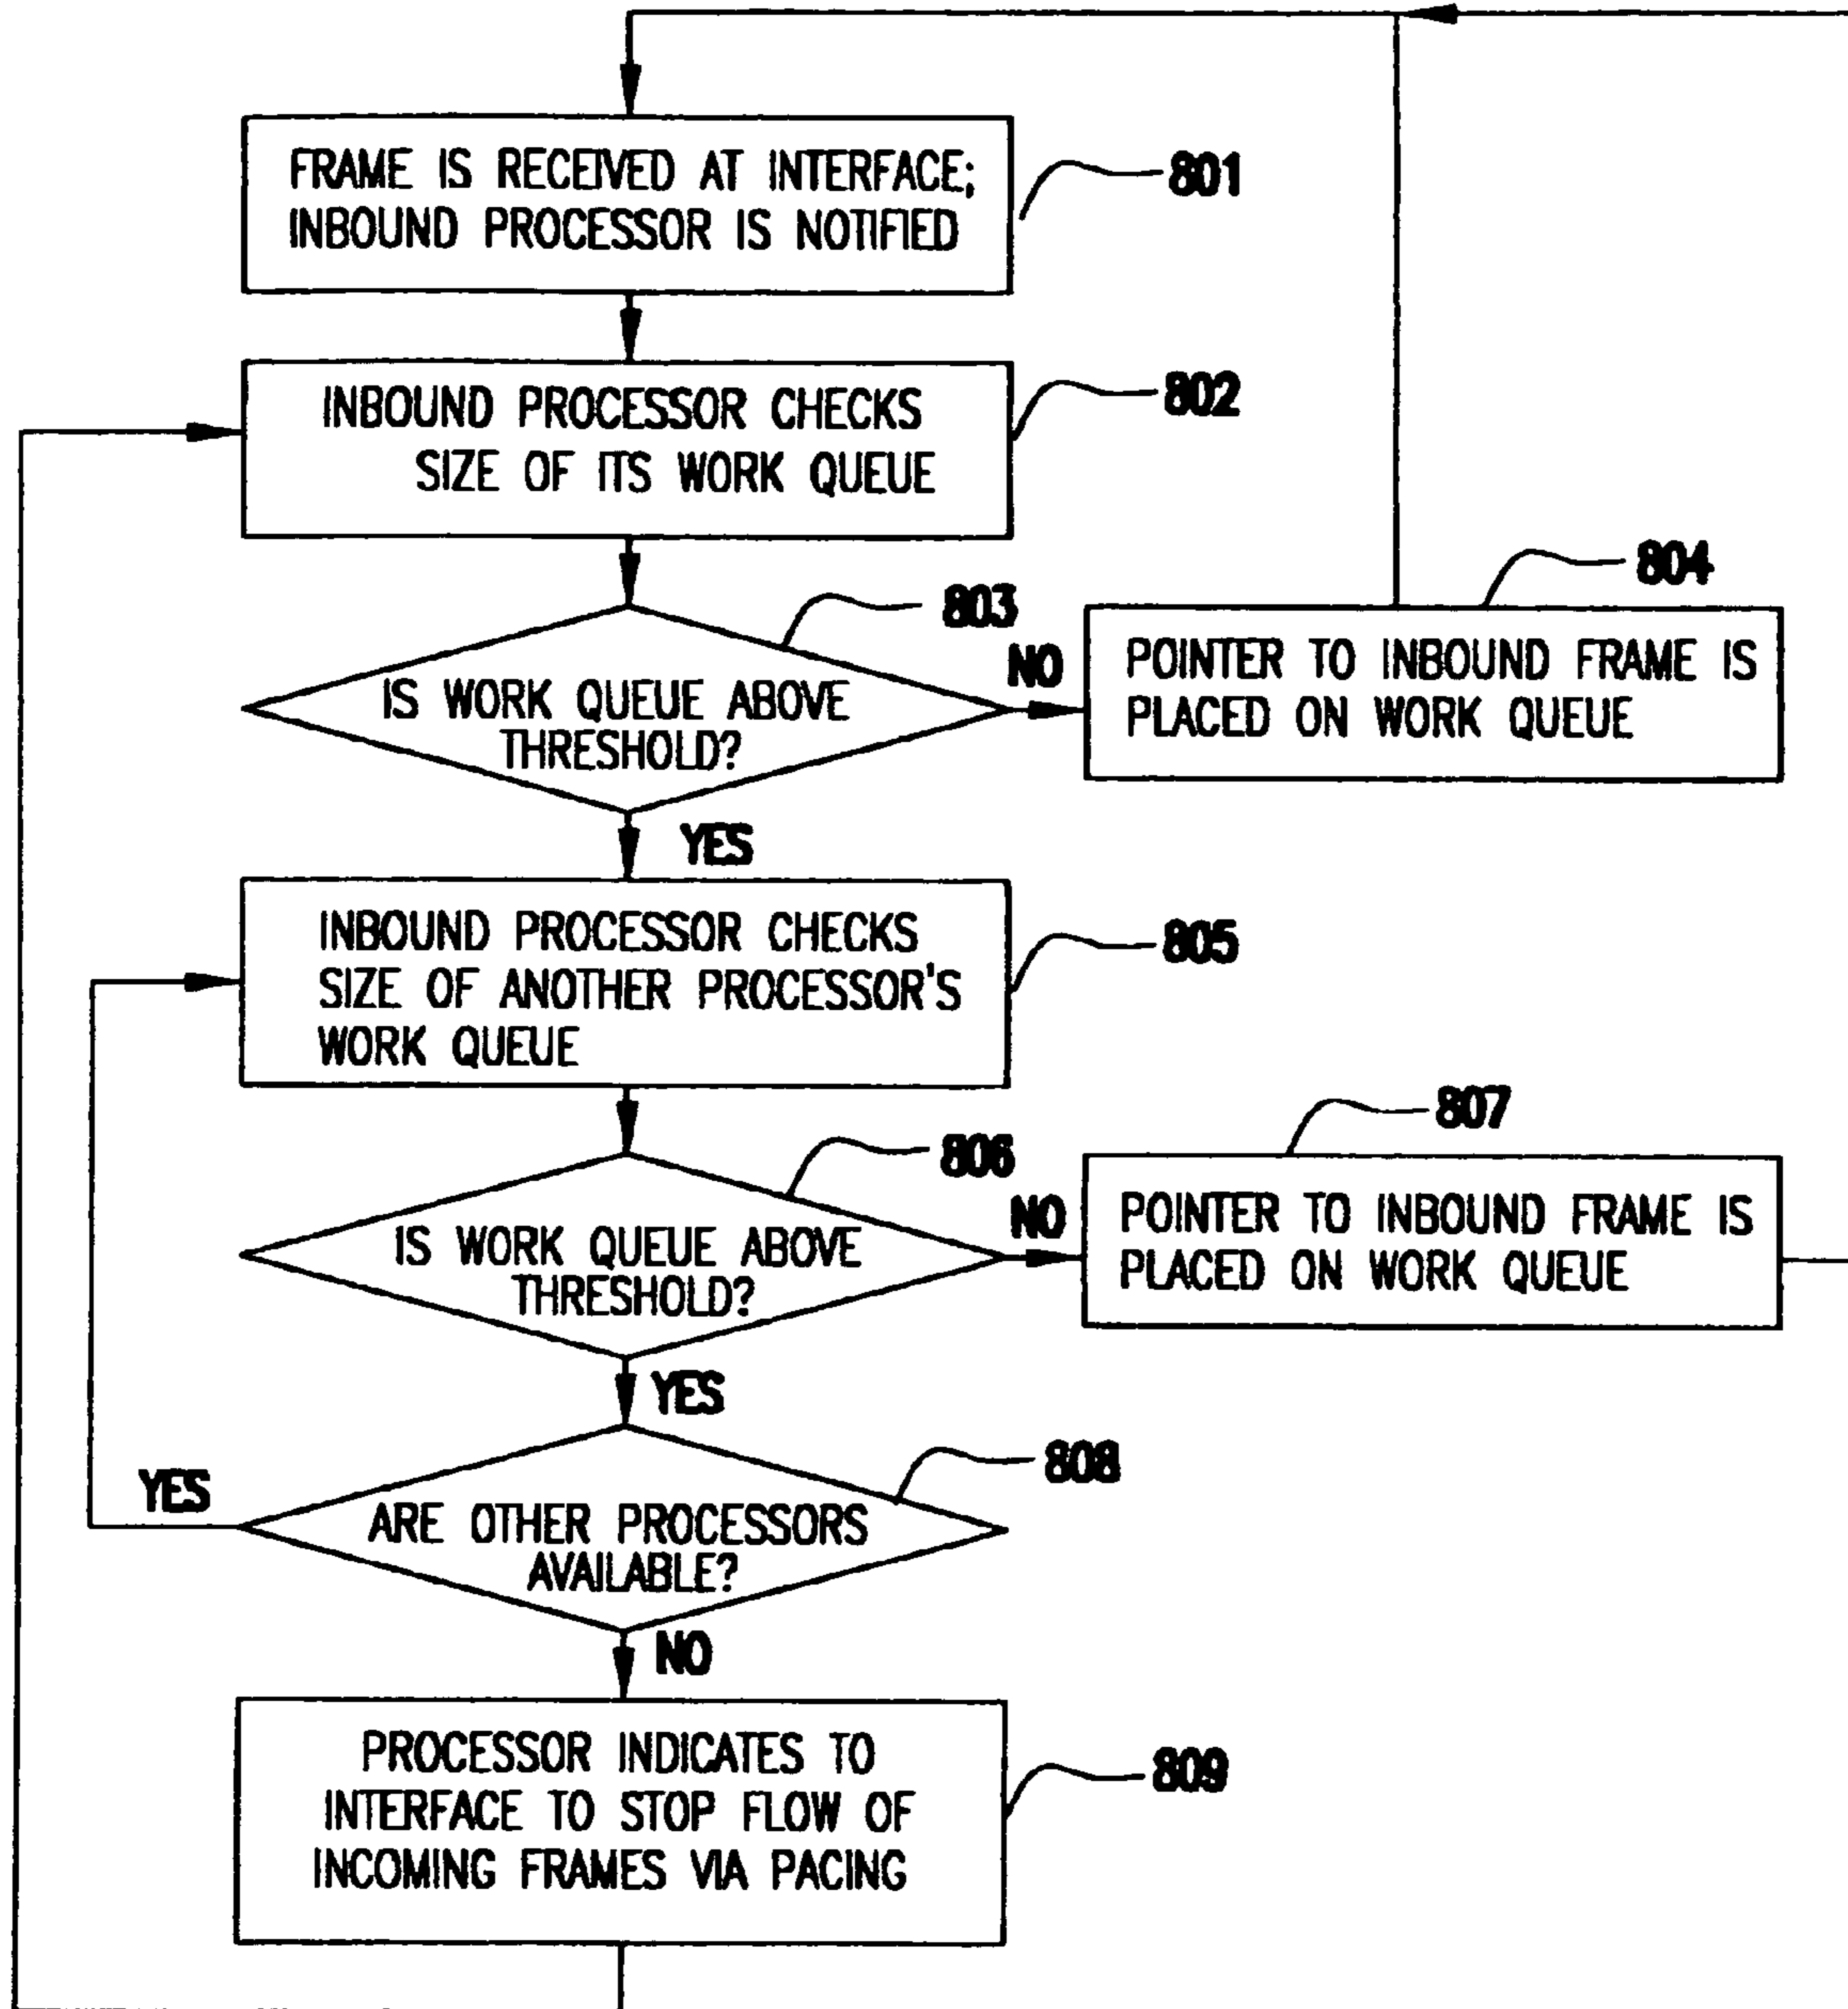 FRAME IS RECEIVED AT INTERFACE;
INBOUND PROCESSOR IS NOTIFIED
801
INBOUND PROCESSOR CHECKS
SIZE OF ITS WORK QUEUE
802
803
IS WORK QUEUE ABOVE
THRESHOLD?
NO
804
POINTER TO INBOUND FRAME IS
PLACED ON WORK QUEUE
YES
INBOUND PROCESSOR CHECKS
SIZE OF ANOTHER PROCESSOR'S
WORK QUEUE
805
806
IS WORK QUEUE ABOVE
THRESHOLD?
NO
807
POINTER TO INBOUND FRAME IS
PLACED ON WORK QUEUE
YES
808
ARE OTHER PROCESSORS
AVAILABLE?
YES
NO
PROCESSOR INDICATES TO
INTERFACE TO STOP FLOW OF
INCOMING FRAMES VIA PACING
809